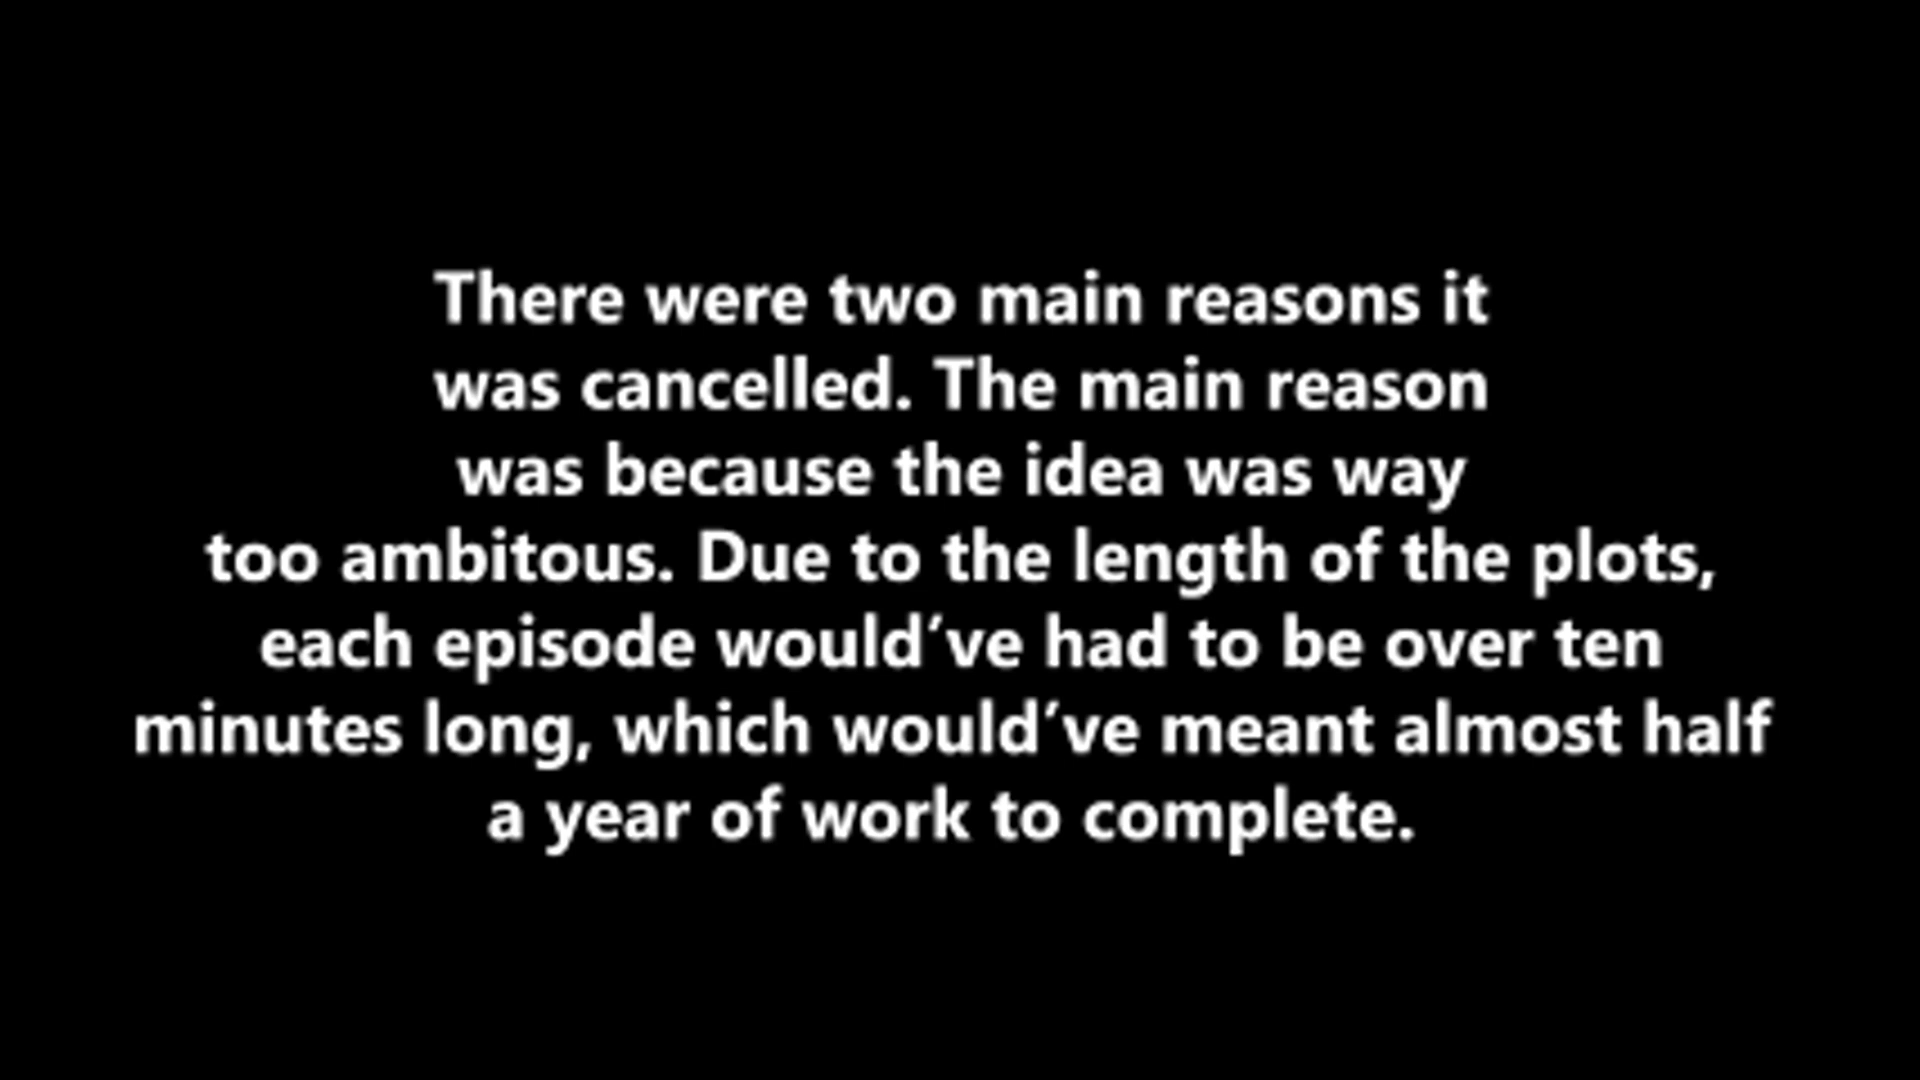 There were two main reasons it
was cancelled. The main reason
was because the idea was way
too ambitous. Due to the length of the plots,
each episode would’ve had to be over ten
minutes long, which would’ve meant almost half
a year of work to complete.